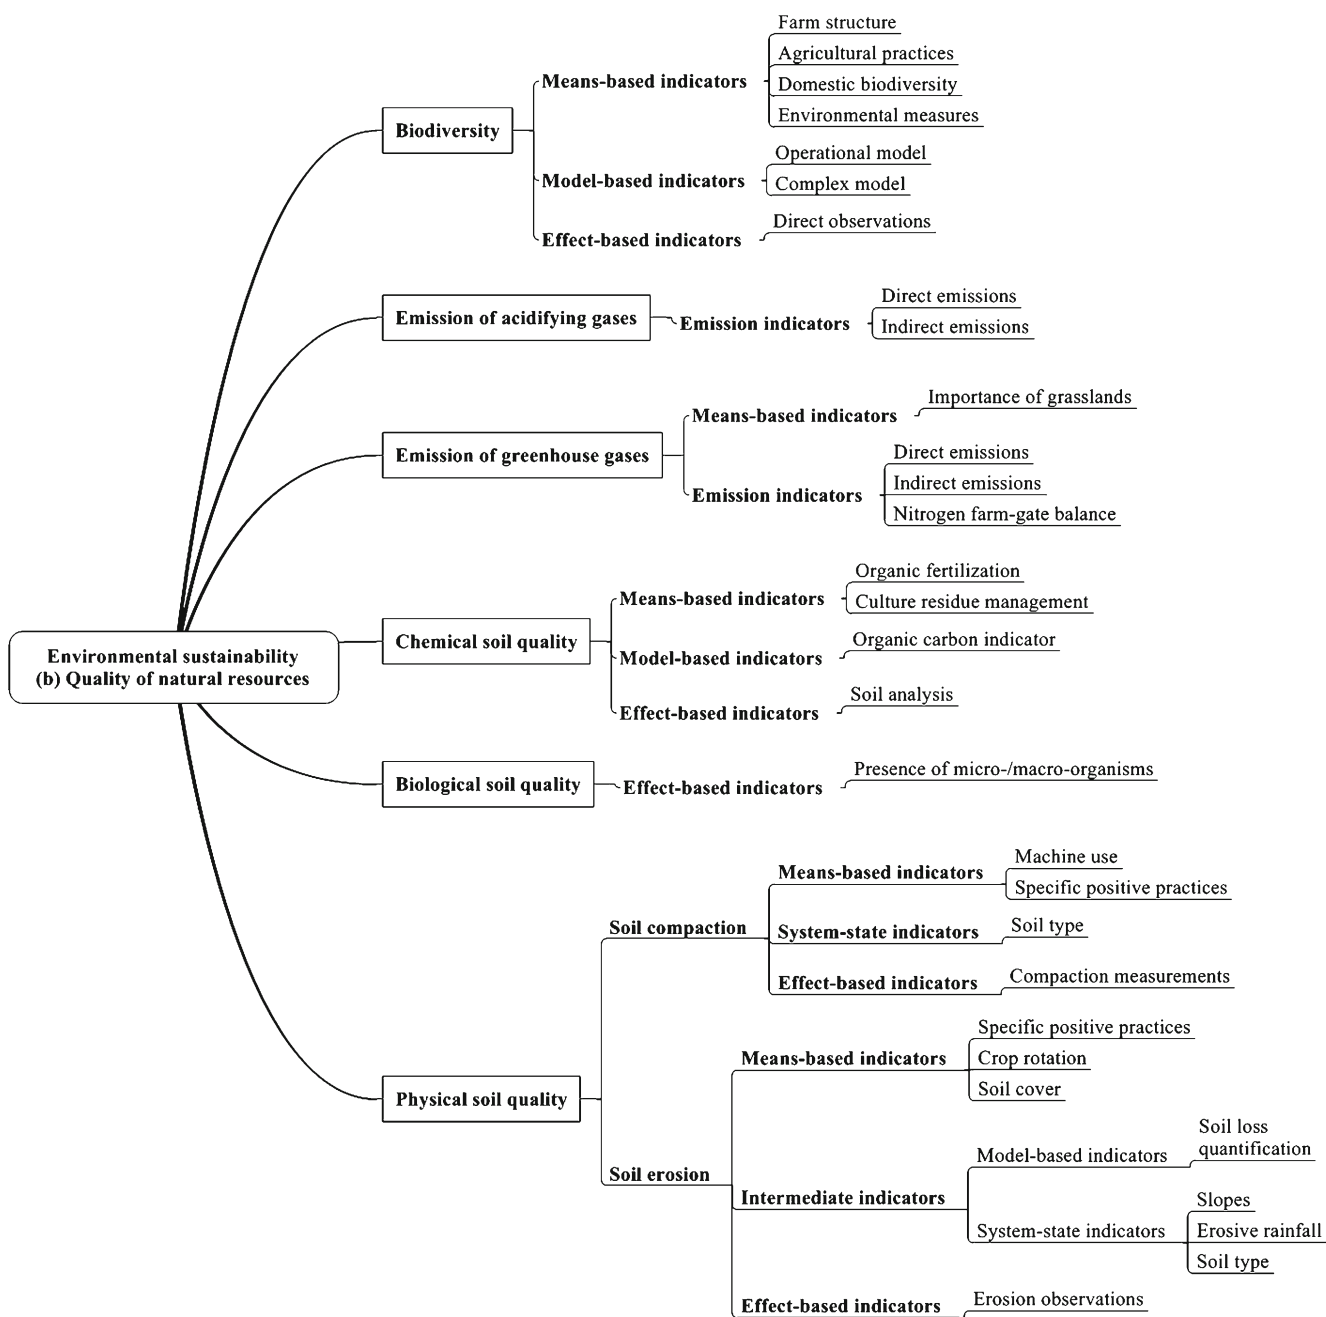 Farm structure
Agricultural practices
Means-based indicators
Domestic biodiversity
Environmental measures
Biodiversity
Operational model
Model-based indicators
Complex model
Direct observations
Effect-based indicators
Emission of acidifying gases
Emission indicators
Direct emissions
Indirect emissions
Emission of greenhouse gases
Means-based indicators
Importance of grasslands
Emission indicators
Direct emissions
Indirect emissions
Nitrogen farm-gate balance
Chemical soil quality
Means-based indicators
Organic fertilization
Culture residue management
Model-based indicators
Organic carbon indicator
Effect-based indicators
Soil analysis
Environmental sustainability
(b) Quality of natural resources
Biological soil quality
Effect-based indicators
Presence of micro-/macro-organisms
Physical soil quality
Soil compaction
Means-based indicators
Machine use
Specific positive practices
System-state indicators
Soil type
Effect-based indicators
Compaction measurements
Soil erosion
Means-based indicators
Specific positive practices
Crop rotation
Soil cover
Intermediate indicators
Model-based indicators
Soil loss
quantification
System-state indicators
Slopes
Erosive rainfall
Soil type
Effect-based indicators
Erosion observations